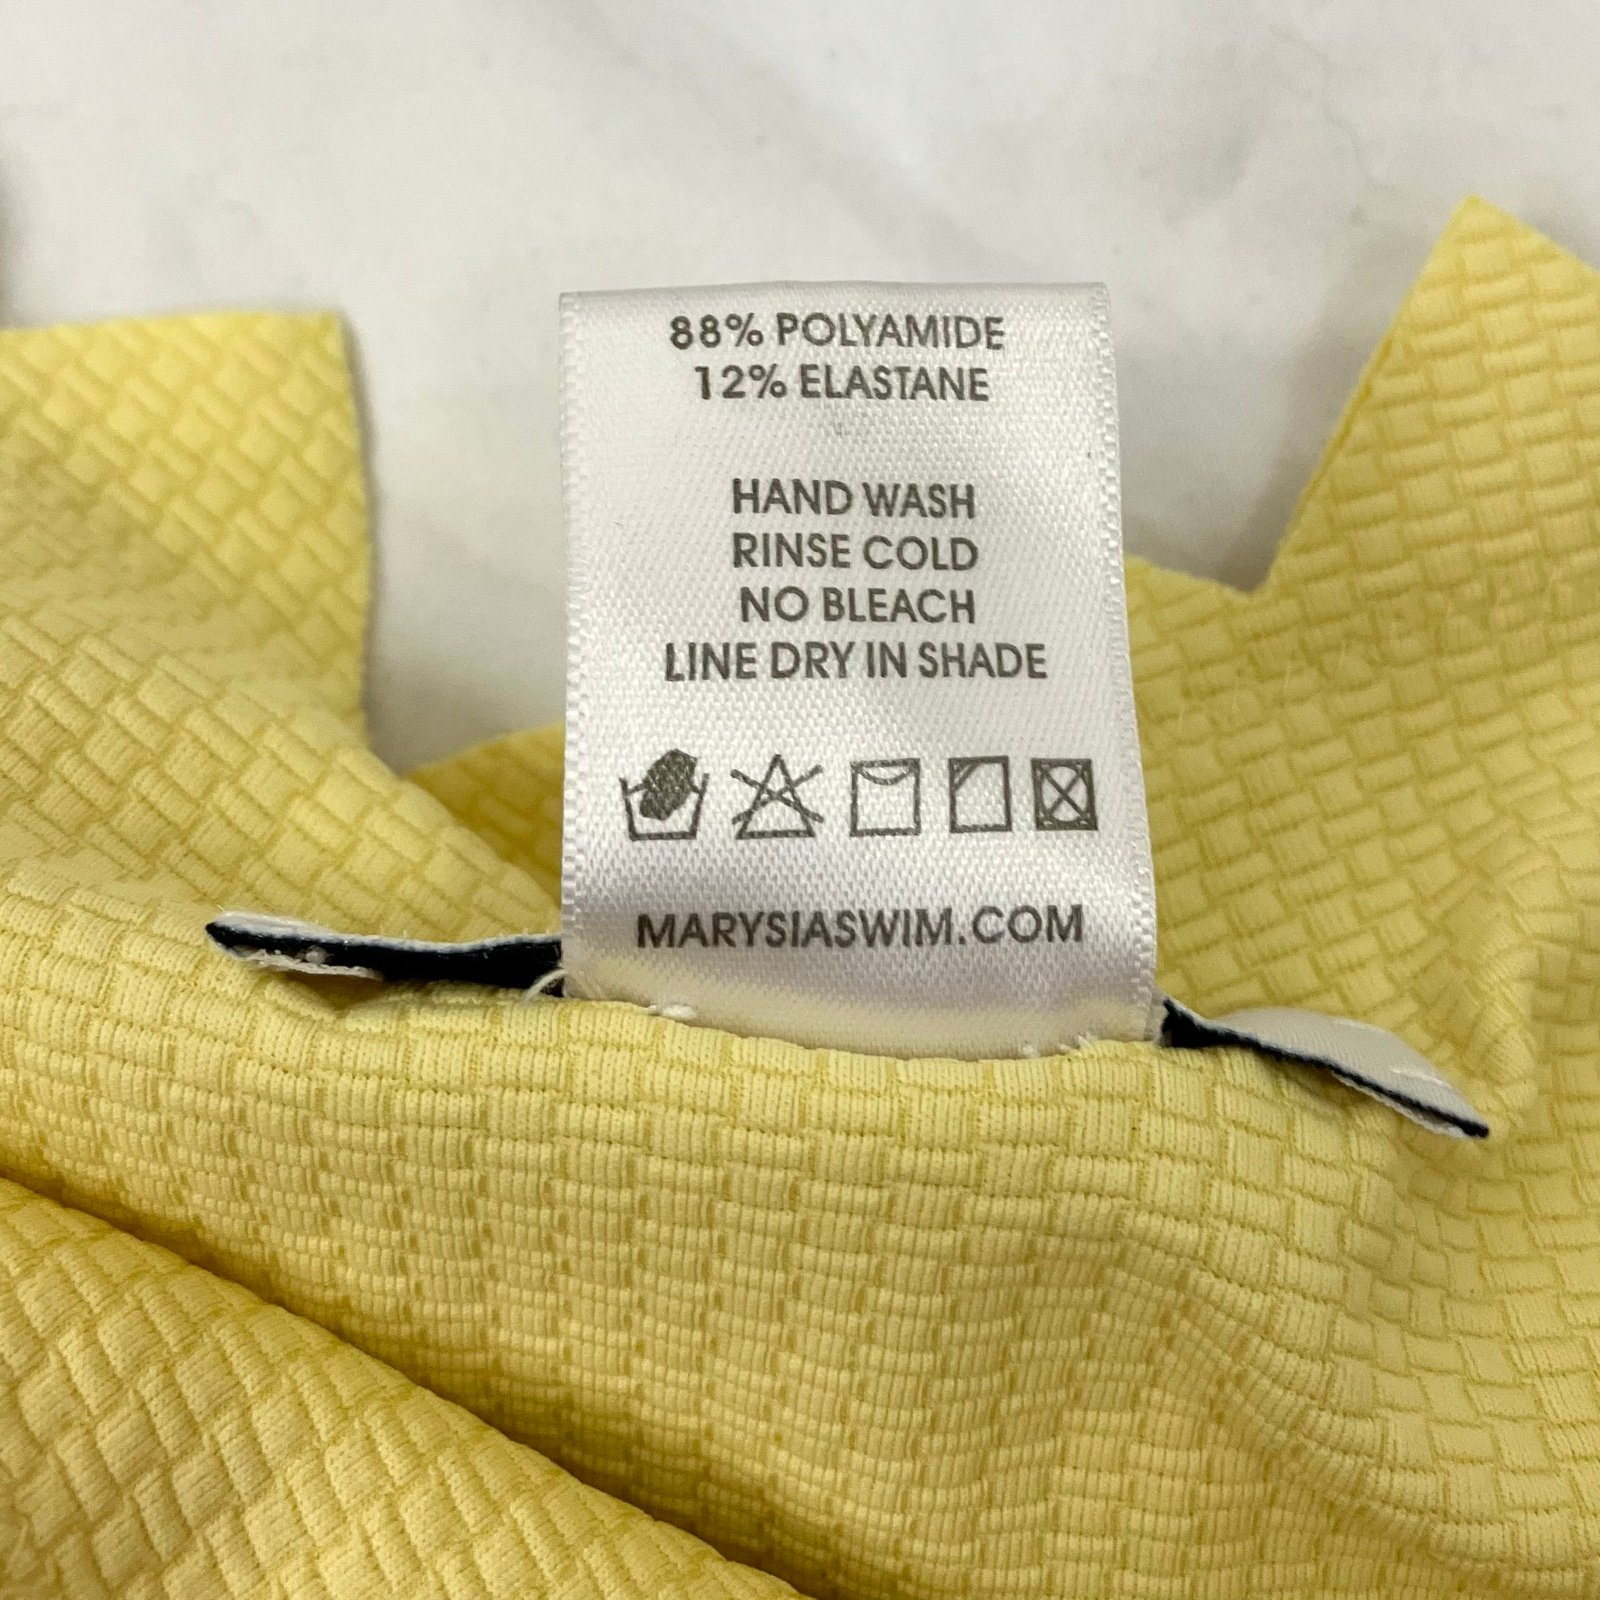 88% POLYAMIDE
12% ELASTANE
HAND WASH
RINSE COLD
NO BLEACH
LINE DRY IN SHADE
MARYSIASWIM.COM